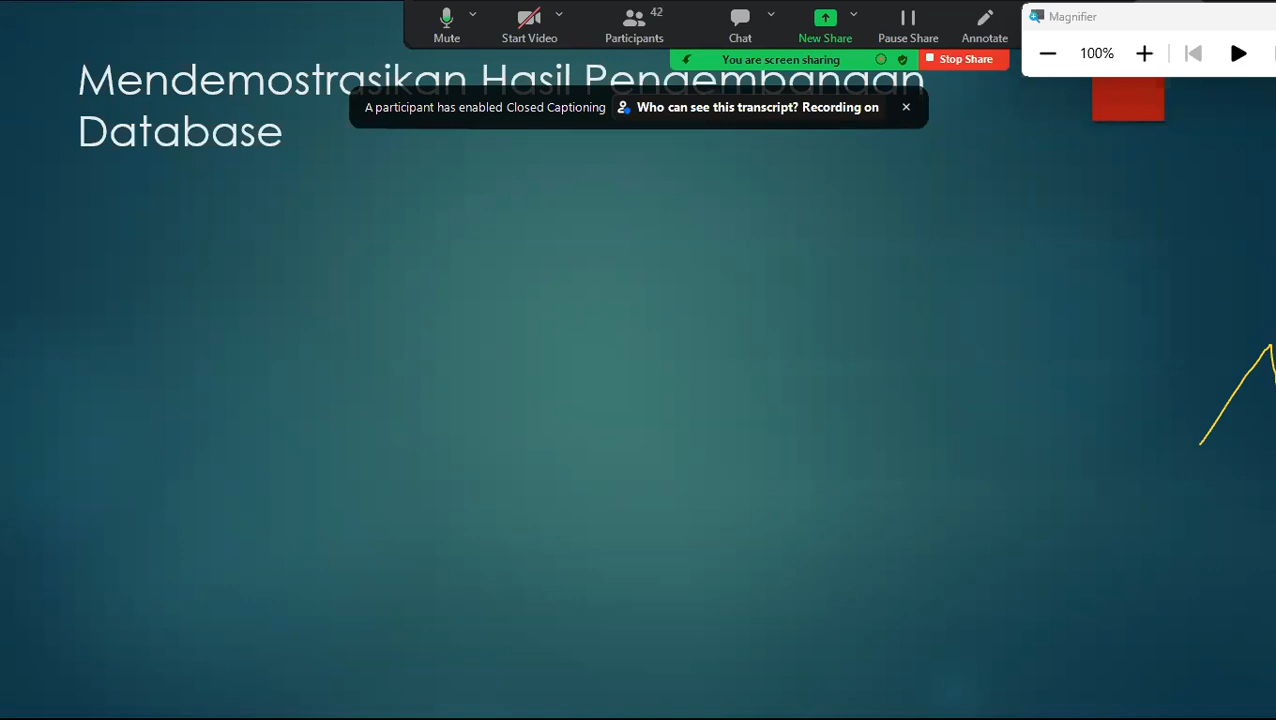 42
Magnifier
Mute
Start Video
Participants
Chat
New Share
Pause Share
Annotate
100%
You are screen sharing
Stop Share
Mendemostrasikan Hasil Pengembangan
Database
A participant has enabled Closed Captioning
Who can see this transcript? Recording on